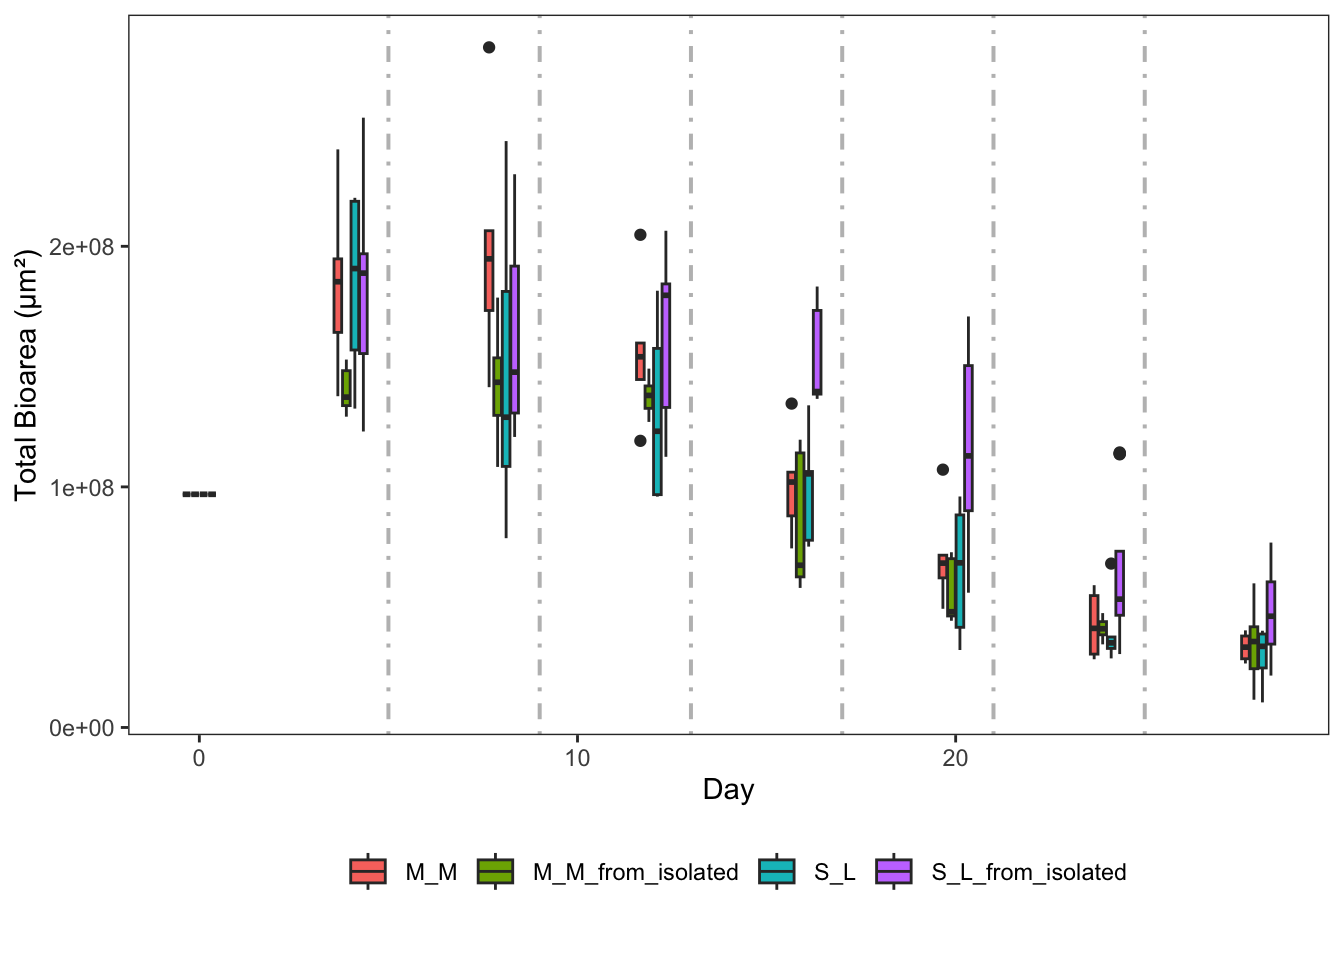 Total Bioarea (µm²)
2e+08
1e+08
0e+00
0 10 20
Day
M_M M_M_from_isolated S_L S_L_from_isolated